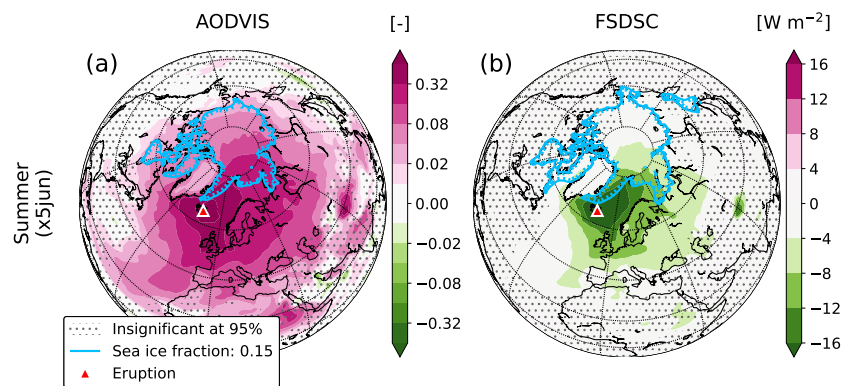 AODVIS
[-]
FSDSC
[W m⁻²]
(a)
(b)
Summer
(x5Jun)
0.32
0.08
0.02
0.00
−0.02
−0.08
−0.32
16
12
8
4
0
−4
−8
−12
−16
Insignificant at 95%
Sea ice fraction: 0.15
Eruption